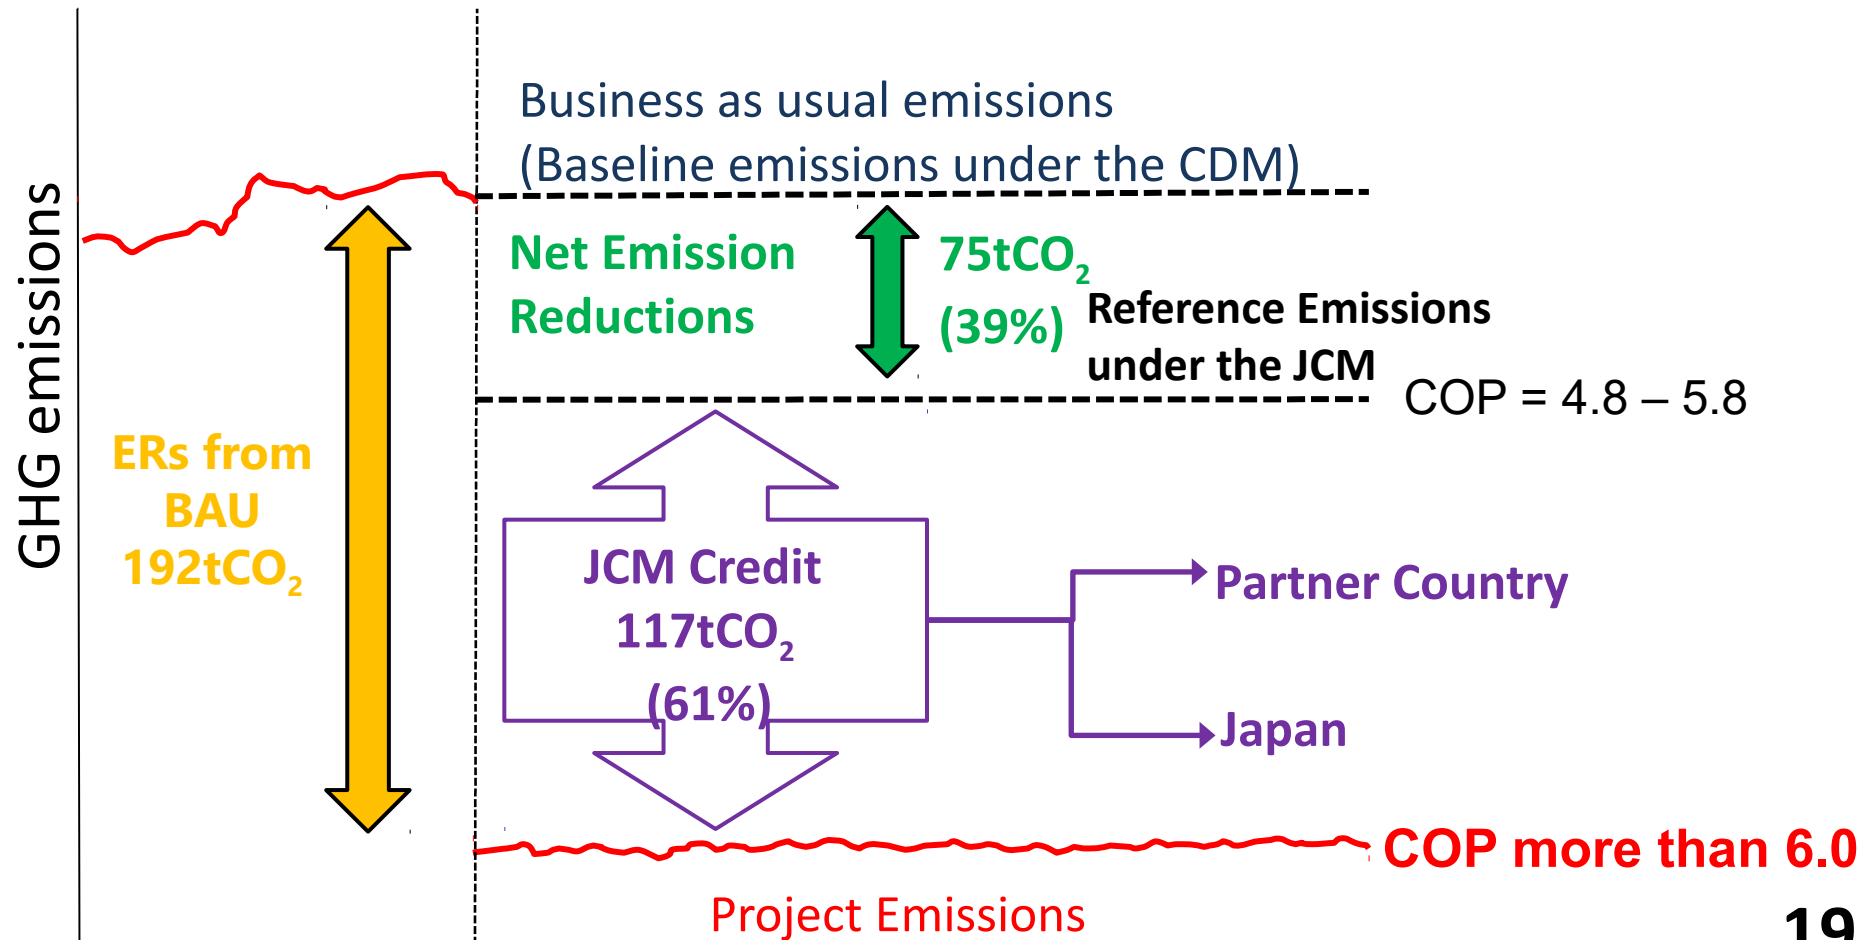 GHG emissions
Business as usual emissions
(Baseline emissions under the CDM)
Net Emission
Reductions
75tCO₂
(39%)
Reference Emissions
under the JCM
COP = 4.8 – 5.8
ERs from
BAU
192tCO₂
JCM Credit
117tCO₂
(61%)
Partner Country
Japan
COP more than 6.0
Project Emissions
19